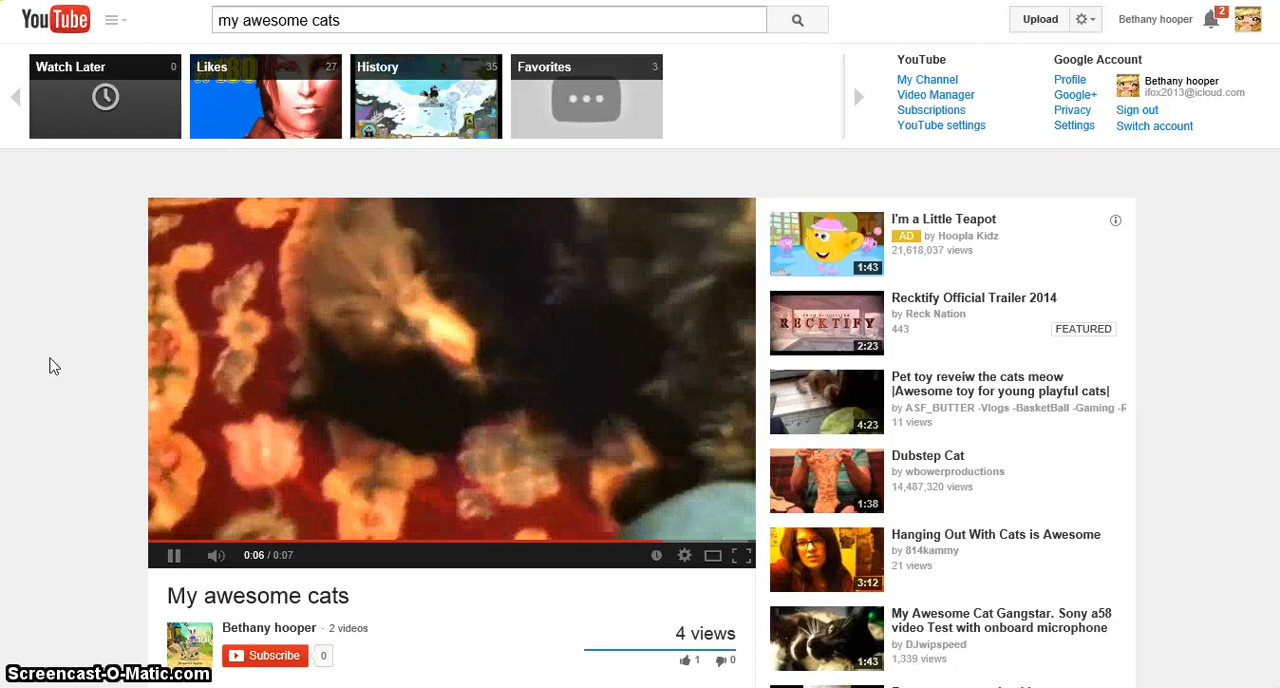 YouTube
my awesome cats
Upload
Bethany hooper
2
Watch Later 0
Likes 27
#180
History 35
Favorites 3
YouTube
My Channel
Video Manager
Subscriptions
YouTube settings
Google Account
Profile
Google+
Privacy
Settings
Bethany hooper
ifox2013@icloud.com
Sign out
Switch account
0:06 / 0:07
My awesome cats
Bethany hooper · 2 videos
Subscribe 0
4 views
1 0
I'm a Little Teapot
AD by Hoopla Kidz
21,618,037 views
1:43
Recktify Official Trailer 2014
by Reck Nation
443
FEATURED
RECKTIFY
2:23
Pet toy reveiw the cats meow
|Awesome toy for young playful cats|
by ASF_BUTTER -Vlogs -BasketBall -Gaming -F
11 views
4:23
Dubstep Cat
by wbowerproductions
14,487,320 views
1:38
Hanging Out With Cats is Awesome
by 814kammy
21 views
3:12
My Awesome Cat Gangstar. Sony a58
video Test with onboard microphone
by DJwipspeed
1,339 views
1:43
Screencast-O-Matic.com